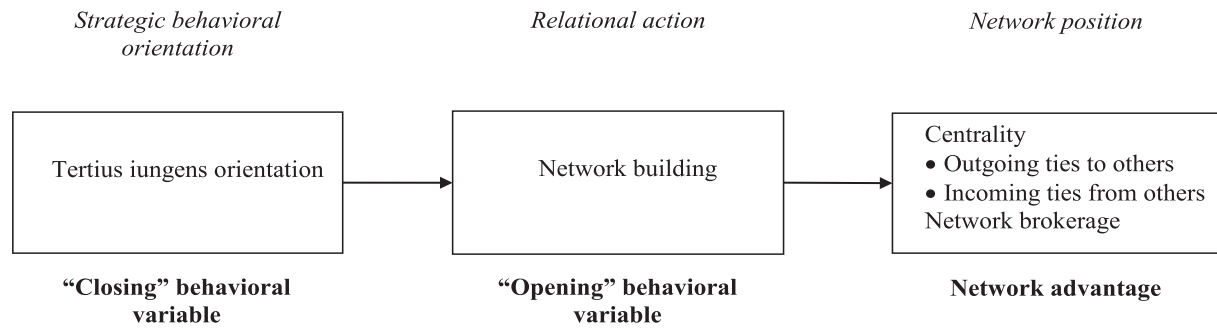 Strategic behavioral
orientation
Relational action
Network position
Tertius iungens orientation
Network building
Centrality
• Outgoing ties to others
• Incoming ties from others
Network brokerage
“Closing” behavioral
variable
“Opening” behavioral
variable
Network advantage